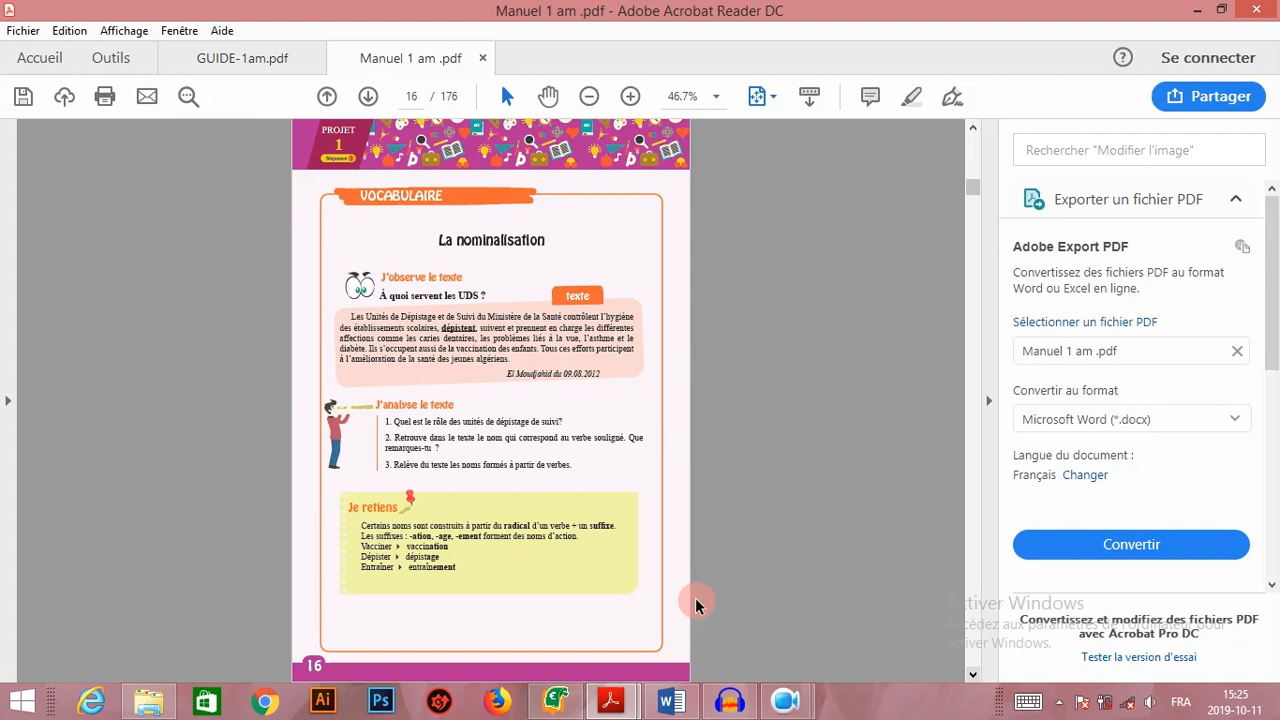 Manuel 1 am .pdf - Adobe Acrobat Reader DC
Fichier Edition Affichage Fenêtre Aide
Accueil Outils GUIDE-1am.pdf Manuel 1 am .pdf Se connecter
16 / 176 46.7% Partager
PROJET
1
VOCABULAIRE
La nominalisation
J'observe le texte
À quoi servent les UDS ?
texte
Les Unités de Dépistage et de Suivi du Ministère de la Santé contrôlent l'hygiène
des établissements scolaires, dépistent, suivent et prennent en charge les différentes
affections comme les caries dentaires, les problèmes liés à la vue, l'asthme et le
diabète. Ils s'occupent aussi de la vaccination des enfants. Tous ces efforts participent
à l'amélioration de la santé des jeunes algériens.
El Moudjahid du 09.08.2012
J'analyse le texte
1. Quel est le rôle des unités de dépistage de suivi?
2. Retrouve dans le texte le nom qui correspond au verbe souligné. Que
remarques-tu ?
3. Relève du texte les noms formés à partir de verbes.
Je retiens
Certains noms sont construits à partir du radical d'un verbe + un suffixe.
Les suffixes : -ation, -age, -ement forment des noms d'action.
Vacciner vaccination
Dépister dépistage
Entraîner entraînement
16
Rechercher "Modifier l'image"
Exporter un fichier PDF
Adobe Export PDF
Convertissez des fichiers PDF au format
Word ou Excel en ligne.
Sélectionner un fichier PDF
Manuel 1 am .pdf
Convertir au format
Microsoft Word (*.docx)
Langue du document :
Français Changer
Convertir
Activer Windows
Accédez aux paramètres de l'ordinateur pour
activer Windows.
Convertissez et modifiez des fichiers PDF
avec Acrobat Pro DC
Tester la version d'essai
Ai Ps
FRA
15:25
2019-10-11